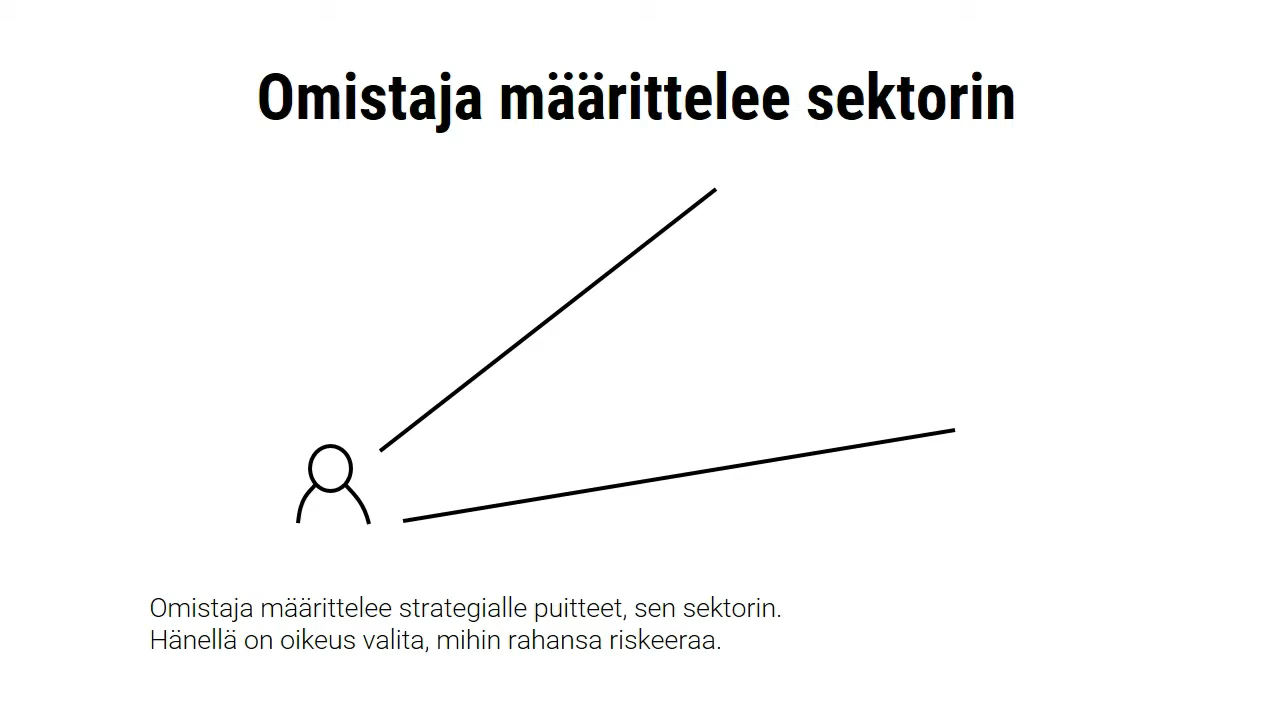 Omistaja määrittelee sektorin
Omistaja määrittelee strategialle puitteet, sen sektorin.
Hänellä on oikeus valita, mihin rahansa riskeeraa.